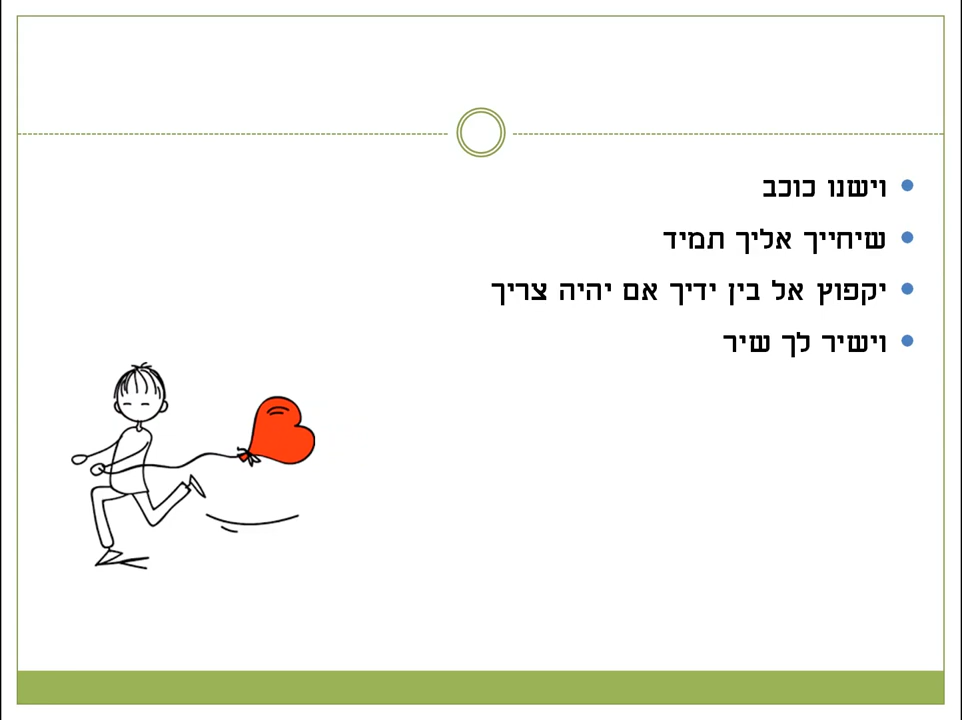 וישנו כוכב
שיחייך אליך תמיד
יקפוץ אל בין ידיך אם יהיה צריך
וישיר לך שיר